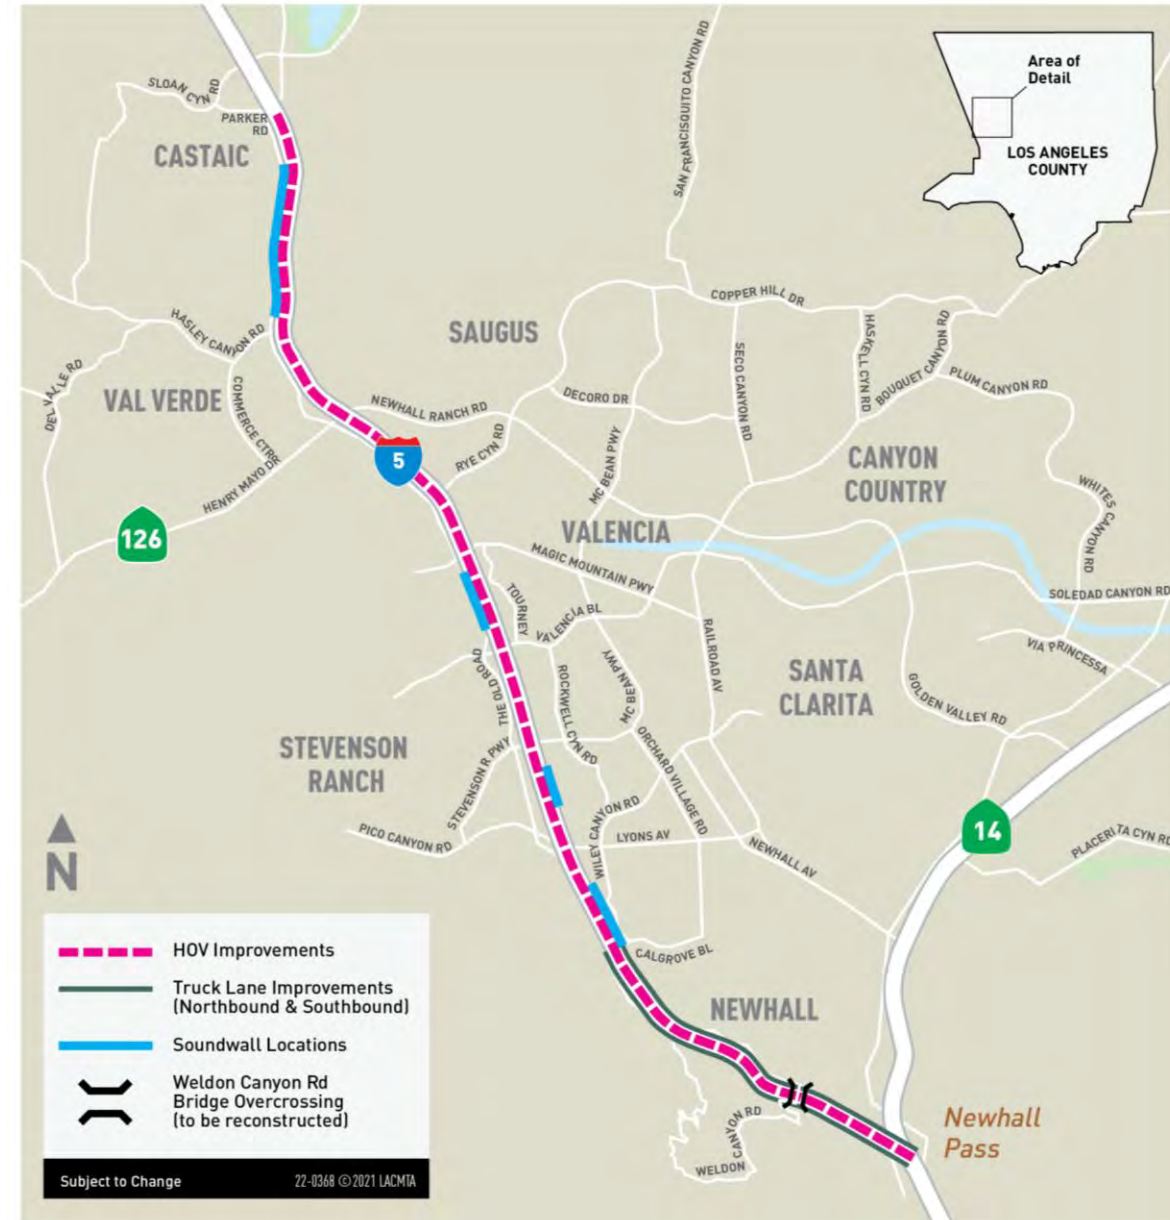 SLOAN CYN RD
PARKER
RD
CASTAIC
SAN FRANCISQUITO CANYON RD
Area of
Detail
LOS ANGELES
COUNTY
COPPER HILL DR
HASLEY CANYON RD
SAUGUS
SECO CANYON RD
HASKELL CYN RD
BOUQUET CANYON RD
PLUM CANYON RD
DEL VALLE RD
VAL VERDE
COMMERCE CTR
NEWHALL RANCH RD
DECORO DR
HENRY MAYO DR
5
RYE CYN RD
MC BEAN PWY
CANYON
COUNTRY
WHITES CANYON RD
126
VALENCIA
MAGIC MOUNTAIN PWY
SOLEDAD CANYON RD
TOURNEY
VALENCIA BL
RAILROAD AV
VIA PRINCESSA
THE OLD ROAD
ROCKWELL CYN RD
MC BEAN PWY
SANTA
CLARITA
GOLDEN VALLEY RD
STEVENSON
RANCH
STEVENSON R PWY
ORCHARD VILLAGE RD
PICO CANYON RD
WILEY CANYON RD
LYONS AV
NEWHALL AV
14
PLACERITA CYN RD
N
CALGROVE BL
NEWHALL
WELDON CANYON RD
Newhall
Pass
HOV Improvements
Truck Lane Improvements
(Northbound & Southbound)
Soundwall Locations
Weldon Canyon Rd
Bridge Overcrossing
(to be reconstructed)
Subject to Change
22-0368 ©2021 LACMTA